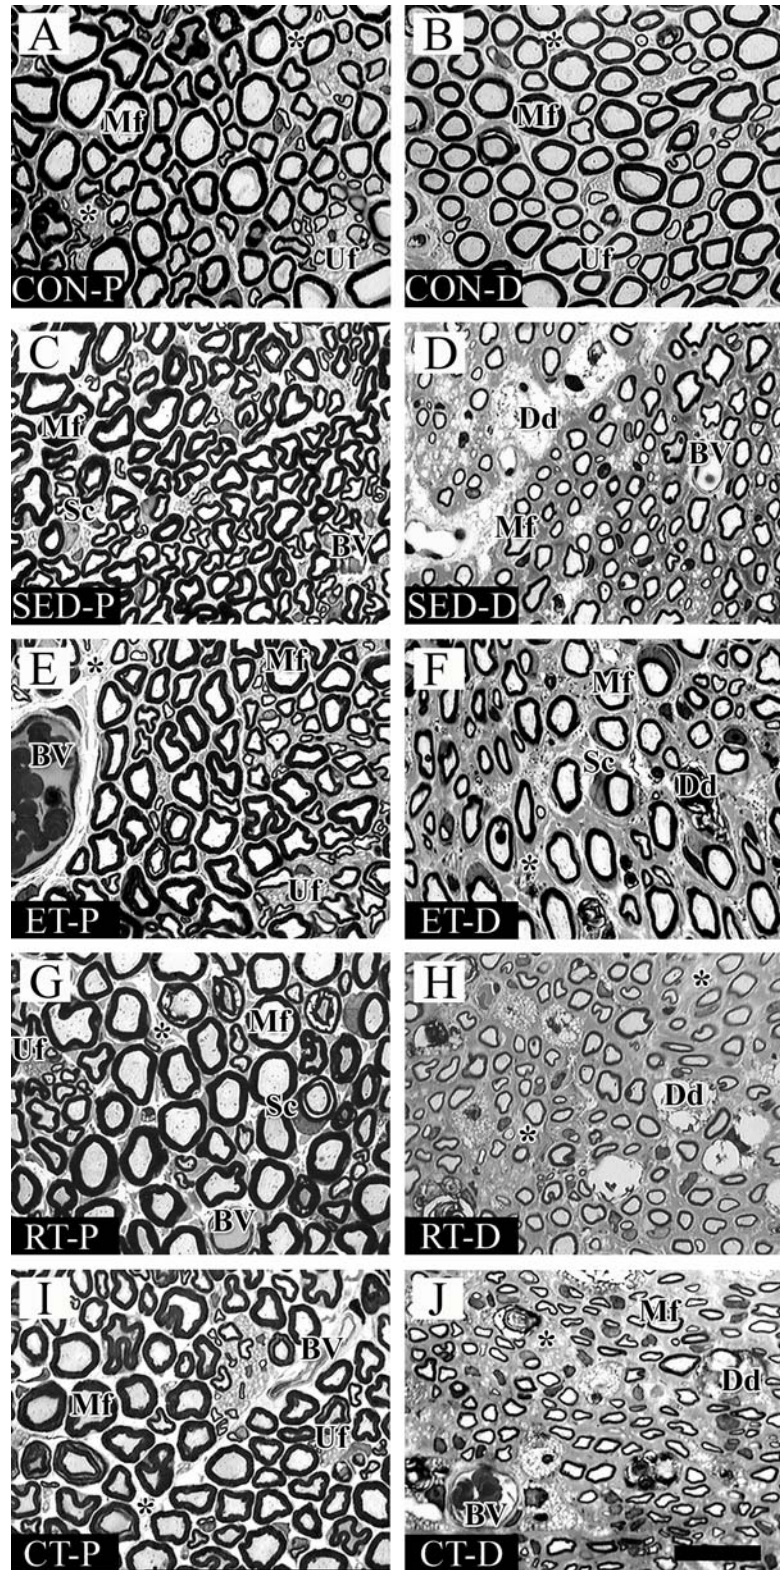 A
*
Mf
*
Uf
CON-P
B
*
Mf
Uf
CON-D
C
Mf
Sc
BV
SED-P
D
Dd
BV
Mf
SED-D
E
*
Mf
BV
Uf
ET-P
F
Mf
Sc
Dd
*
ET-D
G
Mf
*
Uf
Sc
BV
RT-P
H
*
Dd
*
RT-D
I
BV
Mf
Uf
*
CT-P
J
Mf
*
Dd
BV
CT-D